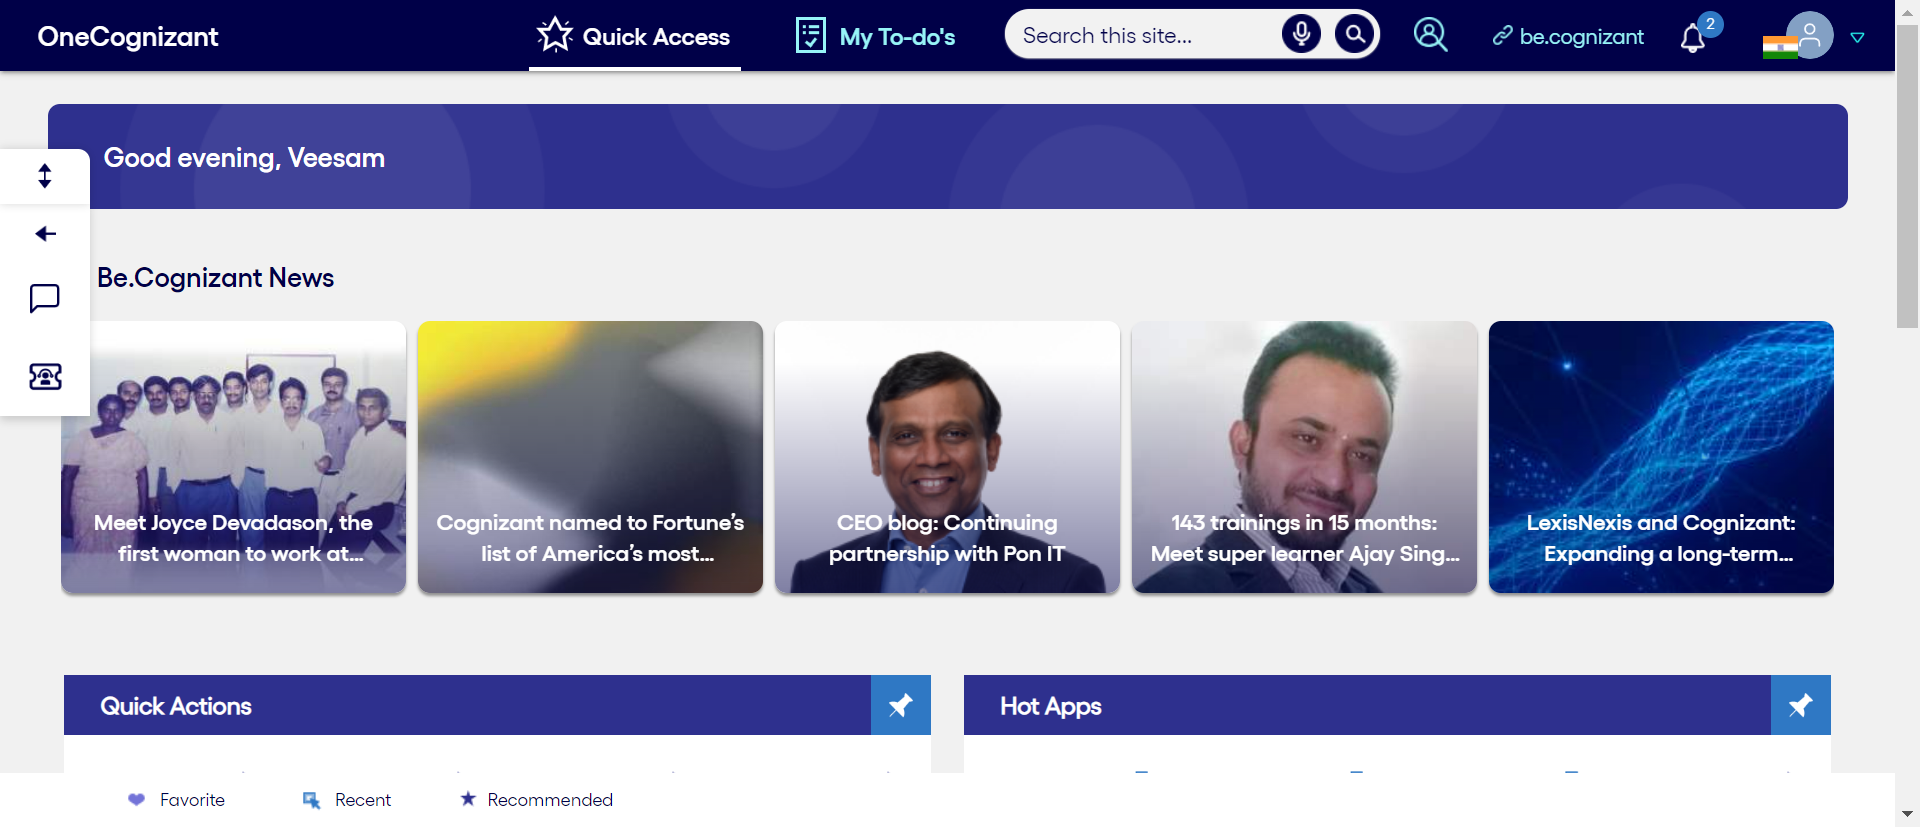 OneCognizant
Quick Access
My To-do's
Search this site...
be.cognizant
2
Good evening, Veesam
Be.Cognizant News
Meet Joyce Devadason, the
first woman to work at...
Cognizant named to Fortune’s
list of America’s most...
CEO blog: Continuing
partnership with Pon IT
143 trainings in 15 months:
Meet super learner Ajay Sing...
LexisNexis and Cognizant:
Expanding a long-term...
Quick Actions
Hot Apps
Favorite
Recent
Recommended